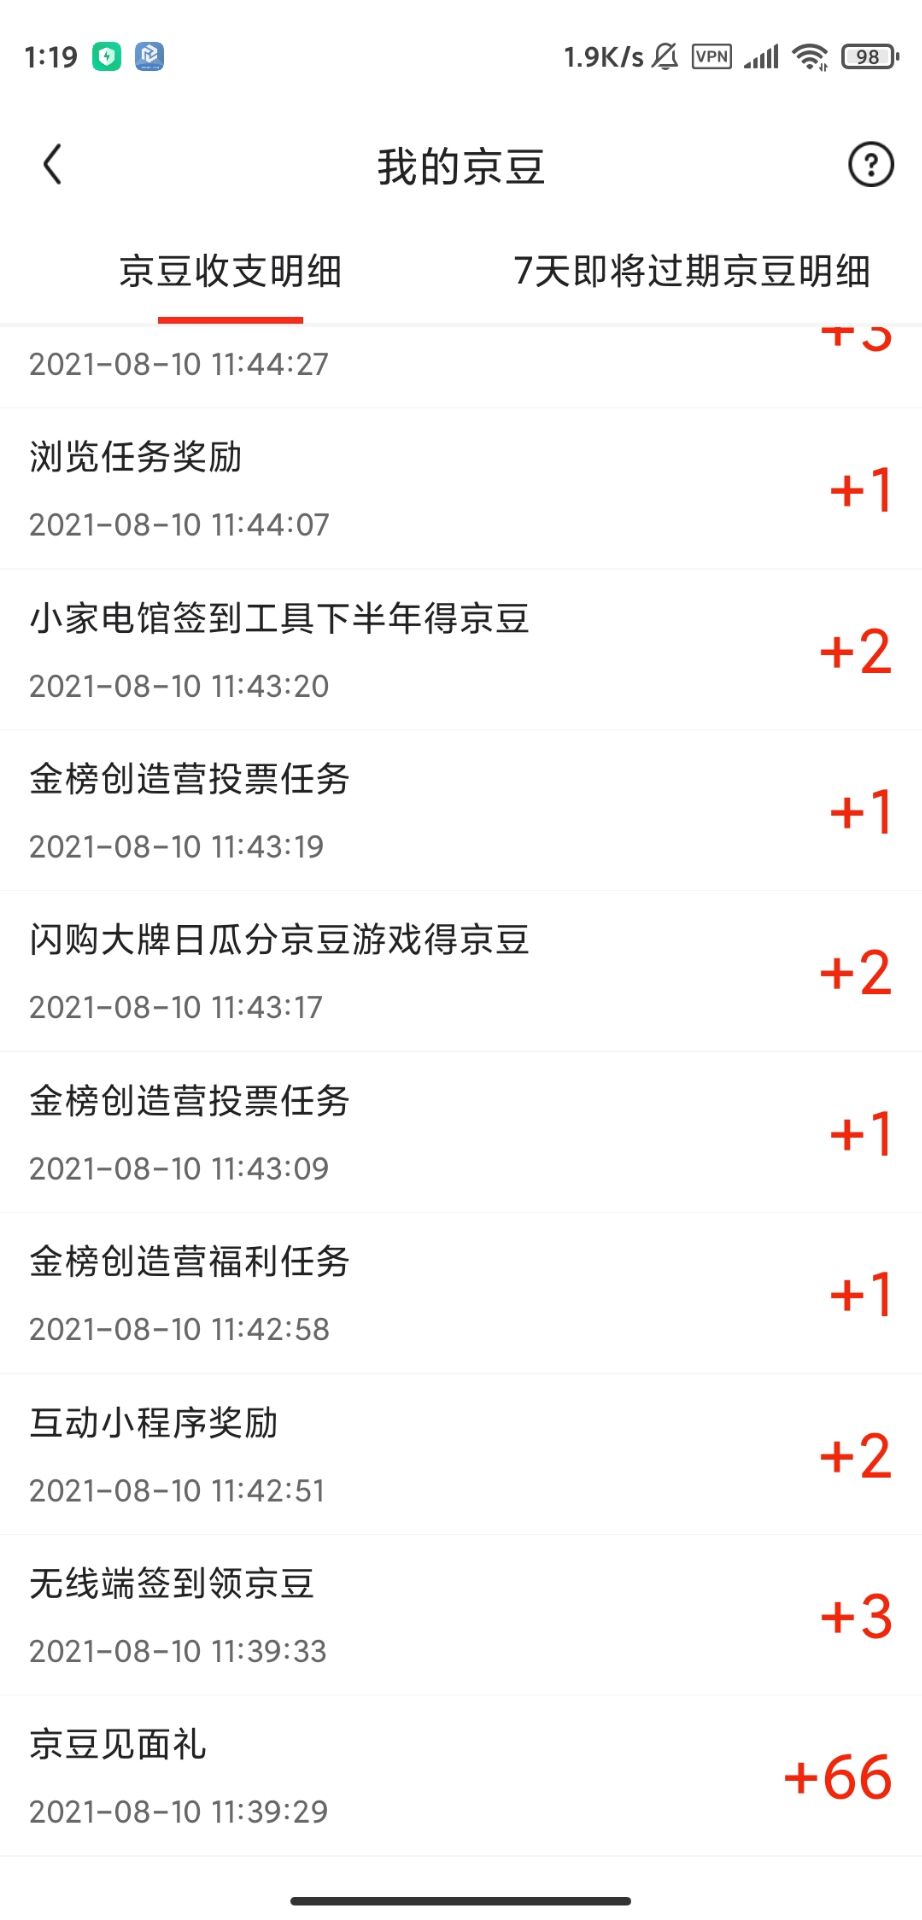 1:19
1.9K/s VPN 98
我的京豆
?
京豆收支明细 7天即将过期京豆明细
+3
2021-08-10 11:44:27
浏览任务奖励
+1
2021-08-10 11:44:07
小家电馆签到工具下半年得京豆
+2
2021-08-10 11:43:20
金榜创造营投票任务
+1
2021-08-10 11:43:19
闪购大牌日瓜分京豆游戏得京豆
+2
2021-08-10 11:43:17
金榜创造营投票任务
+1
2021-08-10 11:43:09
金榜创造营福利任务
+1
2021-08-10 11:42:58
互动小程序奖励
+2
2021-08-10 11:42:51
无线端签到领京豆
+3
2021-08-10 11:39:33
京豆见面礼
+66
2021-08-10 11:39:29